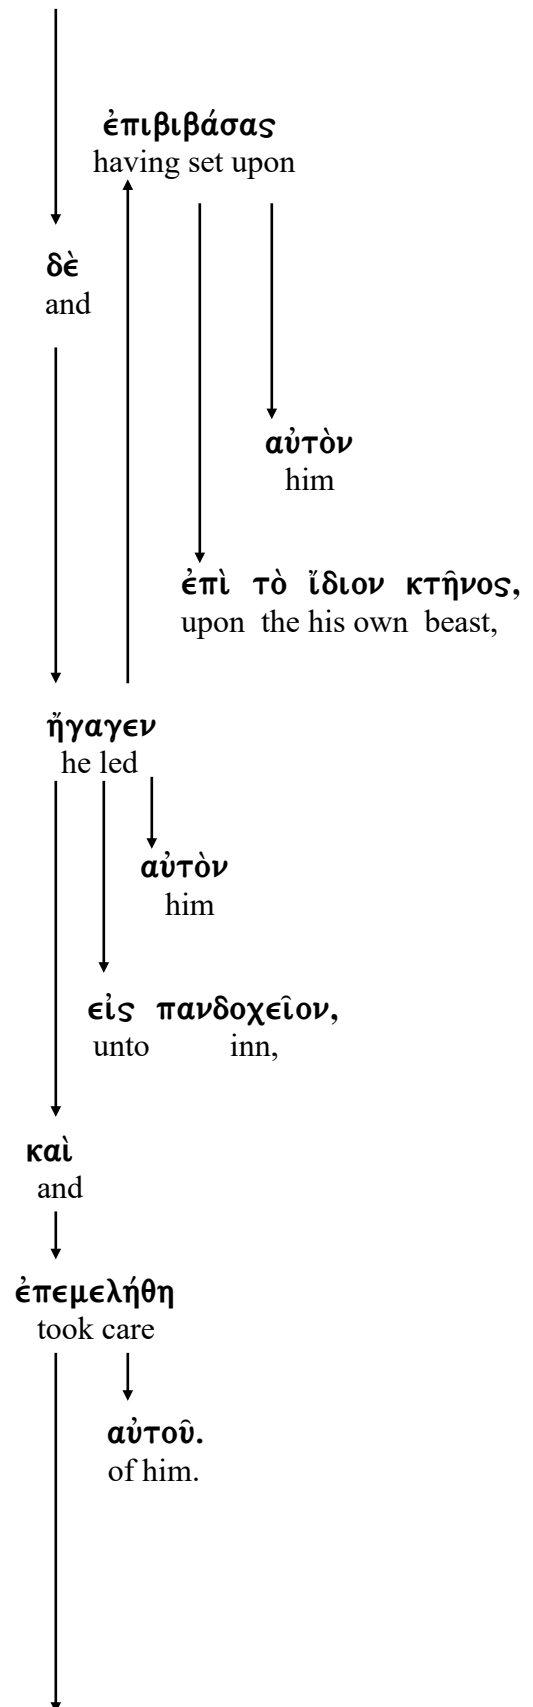 ἐπιβιβάσας
having set upon
δὲ
and
αὐτὸν
him
ἐπὶ τὸ ἴδιον κτῆνος,
upon the his own beast,
ἤγαγεν
he led
αὐτὸν
him
εἰς πανδοχεῖον,
unto inn,
καὶ
and
ἐπεμελήθη
took care
αὐτοῦ.
of him.